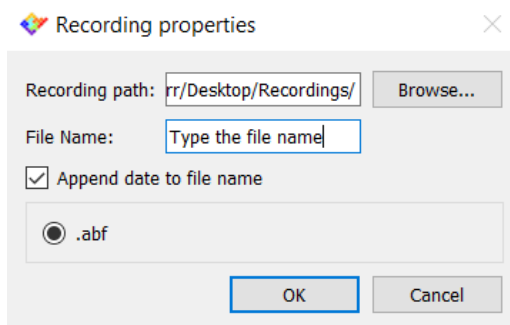 Recording properties
Recording path: rr/Desktop/Recordings/ Browse...
File Name: Type the file name
Append date to file name
.abf
OK Cancel